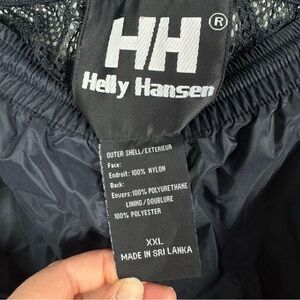 HH®
Helly Hansen
OUTER SHELL/EXTERIEUR
Face:
Endroit: 100% NYLON
Back:
Envers: 100% POLYURETHANE
LINING/DOUBLURE
100% POLYESTER
XXL
MADE IN SRI LANKA